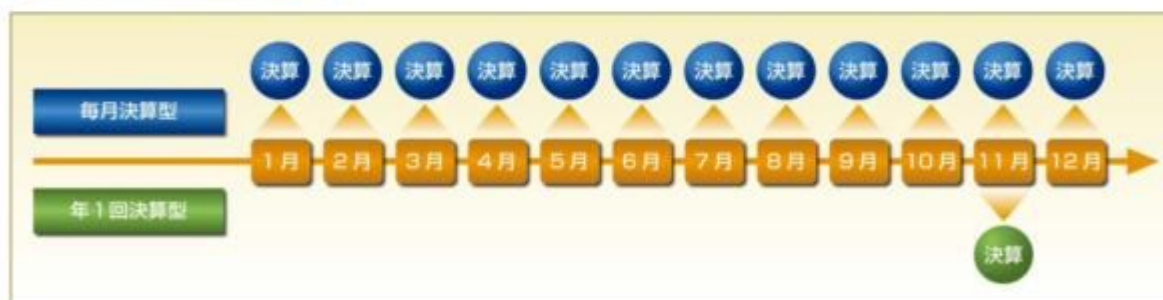 決算 決算 決算 決算 決算 決算 決算 決算 決算 決算 決算 決算
毎月決算型
1月 2月 3月 4月 5月 6月 7月 8月 9月 10月 11月 12月
年1回決算型
決算